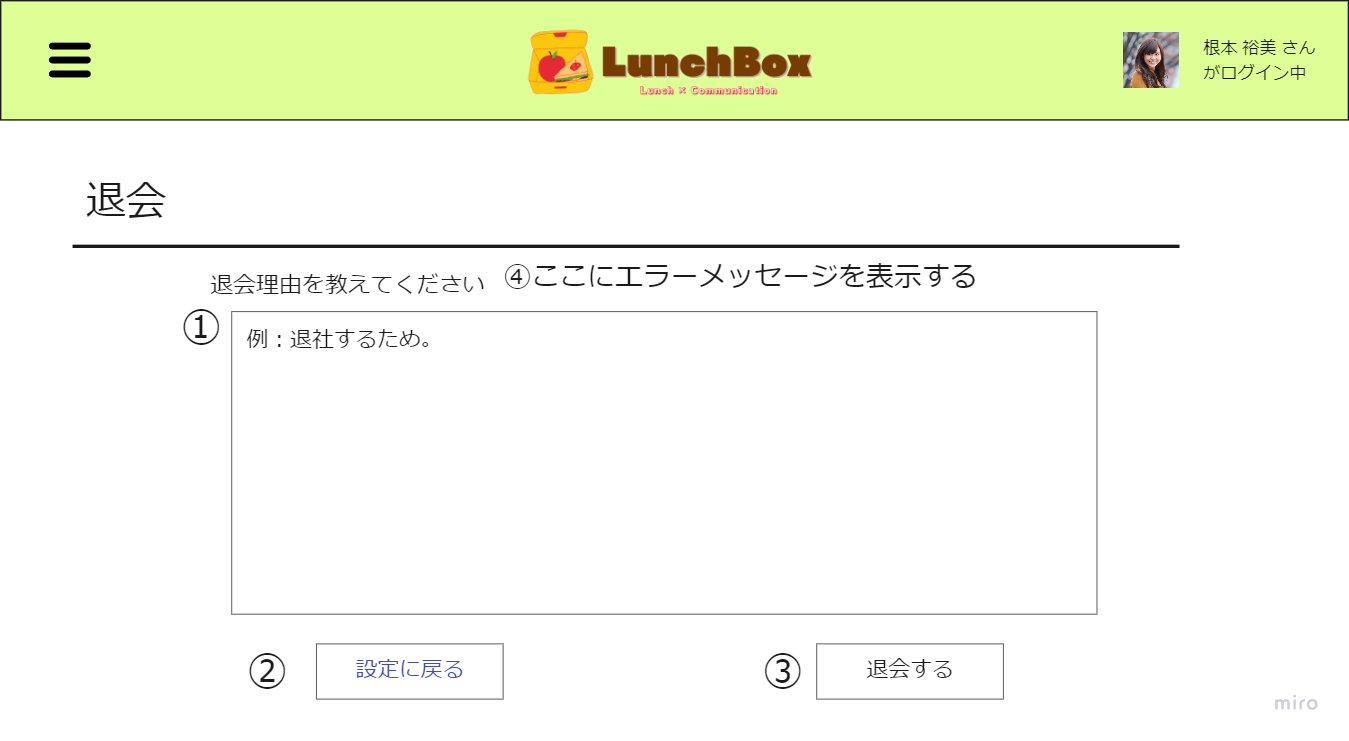 LunchBox
Lunch × Communication
根本 裕美 さん
がログイン中
退会
退会理由を教えてください
④ここにエラーメッセージを表示する
①
例：退社するため。
②
設定に戻る
③
退会する
miro